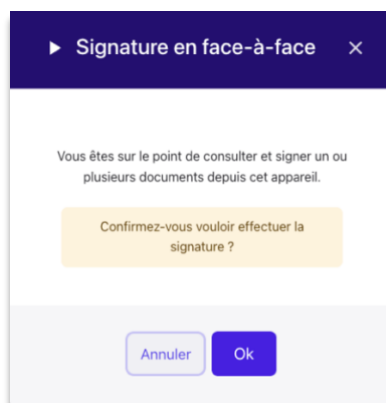 Signature en face-à-face
Vous êtes sur le point de consulter et signer un ou
plusieurs documents depuis cet appareil.
Confirmez-vous vouloir effectuer la
signature ?
Annuler
Ok